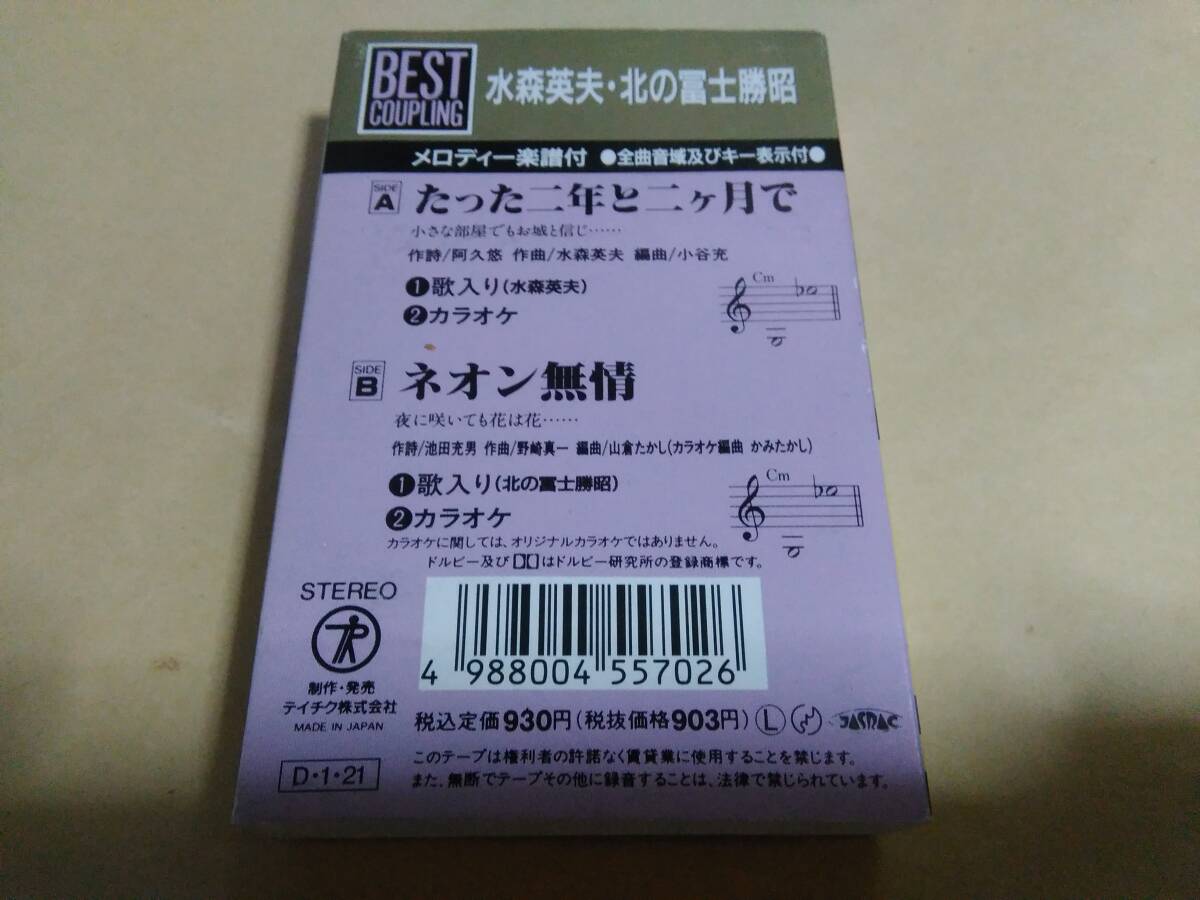 BEST
COUPLING
水森英夫・北の冨士勝昭
メロディー楽譜付 ●全曲音域及びキー表示付●
SIDE
A
たった二年と二ヶ月で
小さな部屋でもお城と信じ……
作詩/阿久悠 作曲/水森英夫 編曲/小谷充
❶歌入り(水森英夫)
❷カラオケ
Cm
SIDE
B
ネオン無情
夜に咲いても花は花……
作詩/池田充男 作曲/野崎真一 編曲/山倉たかし(カラオケ編曲 かみたかし)
❶歌入り(北の冨士勝昭)
❷カラオケ
Cm
カラオケに関しては、オリジナルカラオケではありません。
ドルビー及び はドルビー研究所の登録商標です。
STEREO
制作・発売
テイチク株式会社
MADE IN JAPAN
4 988004 557026
税込定価930円(税抜価格903円) Ⓛ JASRAC
このテープは権利者の許諾なく賃貸業に使用することを禁じます。
また、無断でテープその他に録音することは、法律で禁じられています。
D・1・21